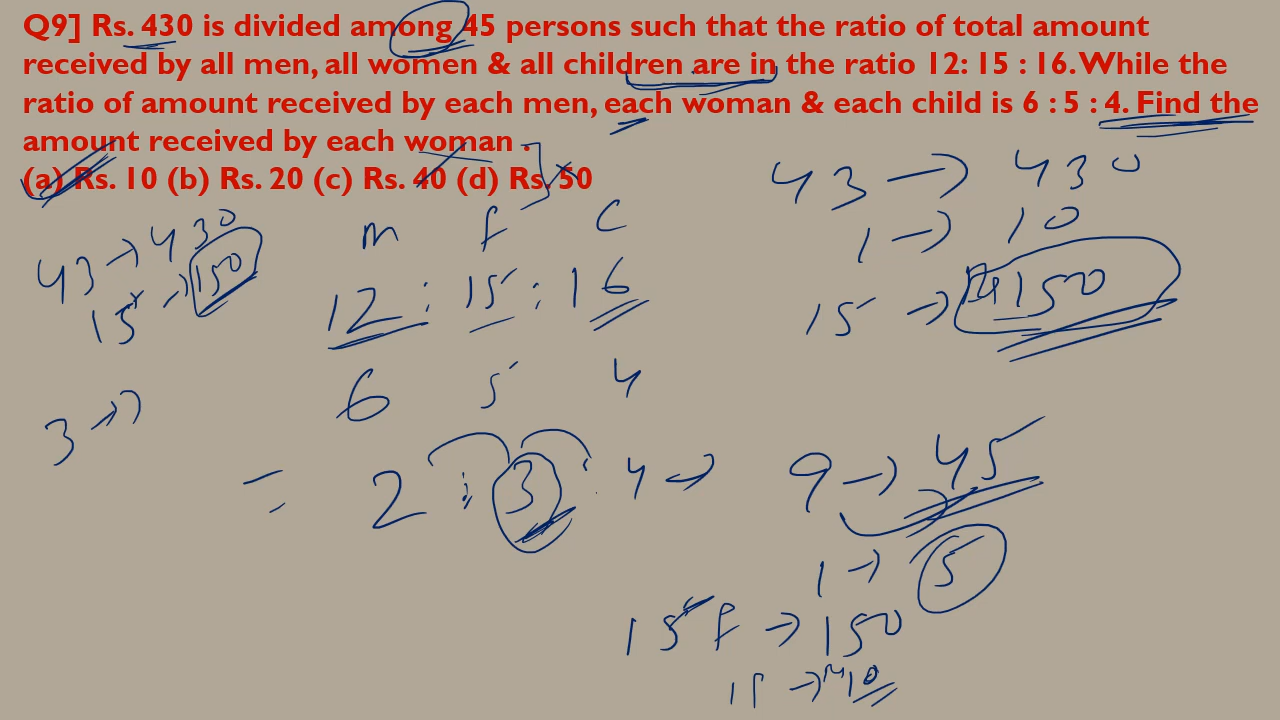 Q9] Rs. 430 is divided among 45 persons such that the ratio of total amount
received by all men, all women & all children are in the ratio 12: 15 : 16. While the
ratio of amount received by each men, each woman & each child is 6 : 5 : 4. Find the
amount received by each woman .
(a) Rs. 10 (b) Rs. 20 (c) Rs. 40 (d) Rs. 50
43 → 430
1 → 10
15 → 150
43 → 430
15 → 150
m f c
12 : 15 : 16
6 5 4
3 →
= 2 : 3 : 4 → 9 → 45
1 → 5
15 f → 150
→ 10